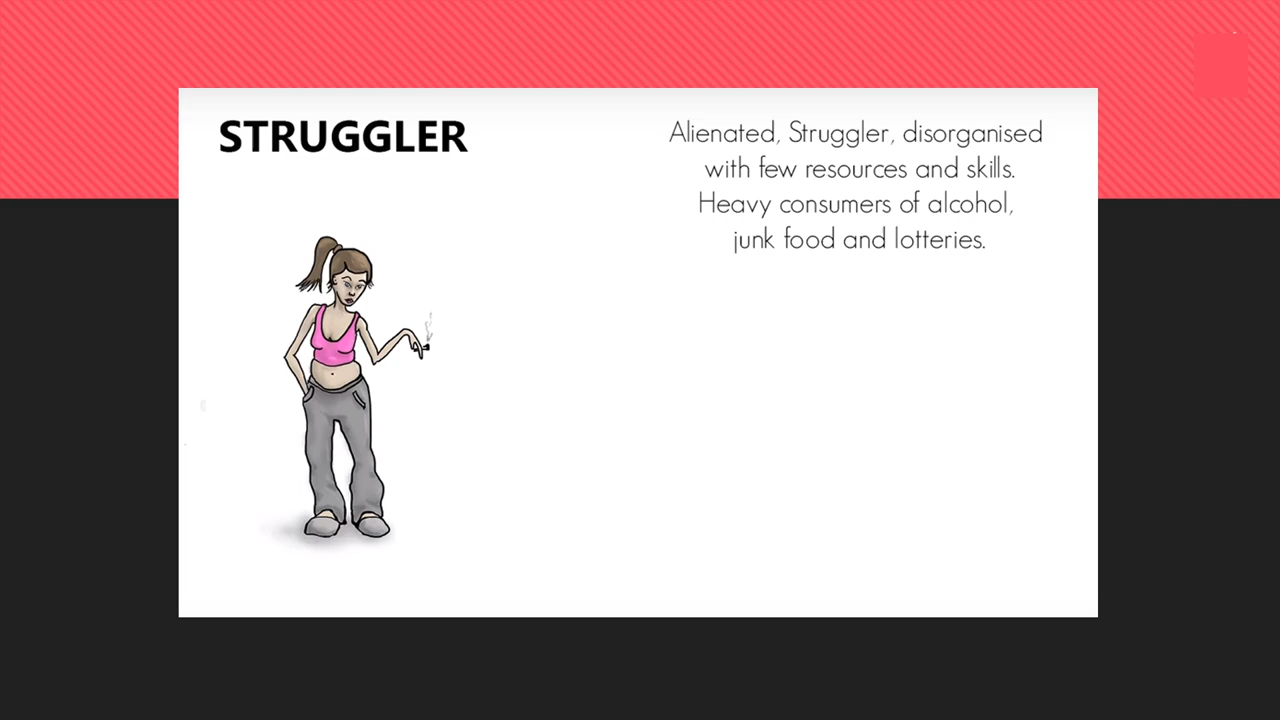 STRUGGLER
Alienated, Struggler, disorganised
with few resources and skills.
Heavy consumers of alcohol,
junk food and lotteries.